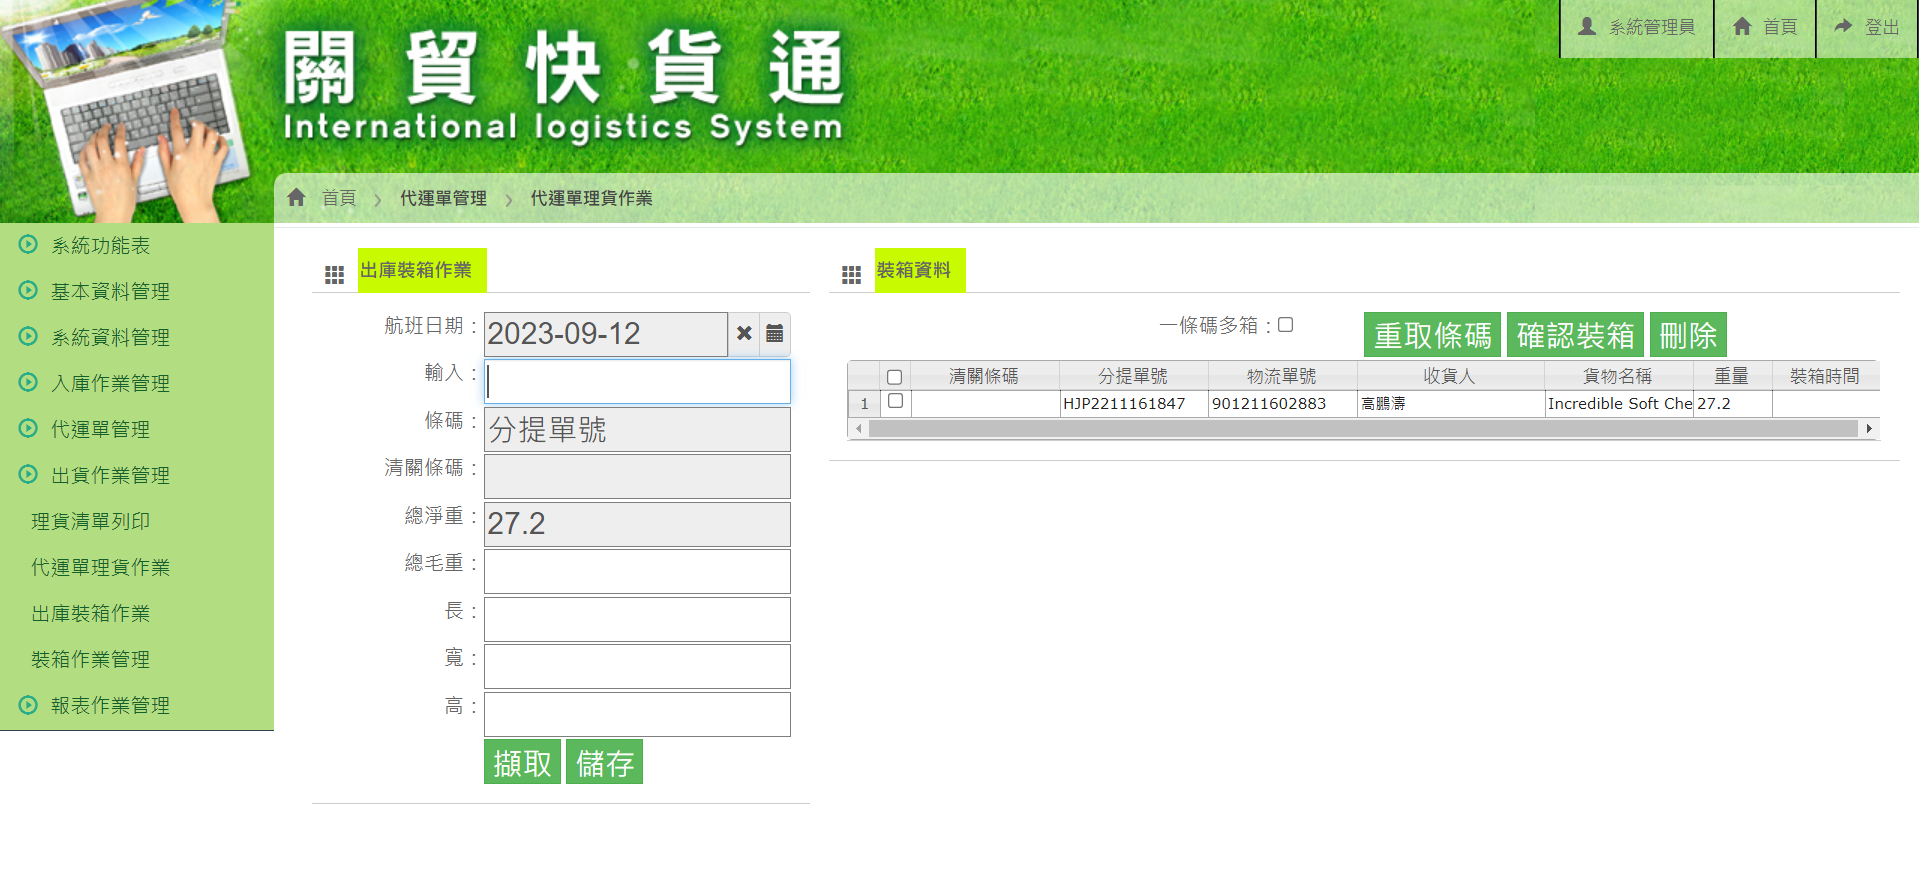 關貿快貨通
International logistics System
系統管理員
首頁
登出
首頁 > 代運單管理 > 代運單理貨作業
系統功能表
基本資料管理
系統資料管理
入庫作業管理
代運單管理
出貨作業管理
理貨清單列印
代運單理貨作業
出庫裝箱作業
裝箱作業管理
報表作業管理
出庫裝箱作業
航班日期：2023-09-12
輸入：
條碼：分提單號
清關條碼：
總淨重：27.2
總毛重：
長：
寬：
高：
擷取 儲存
裝箱資料
一條碼多箱：
重取條碼 確認裝箱 刪除
清關條碼 分提單號 物流單號 收貨人 貨物名稱 重量 裝箱時間
1 HJP2211161847 901211602883 高鵬濤 Incredible Soft Che 27.2